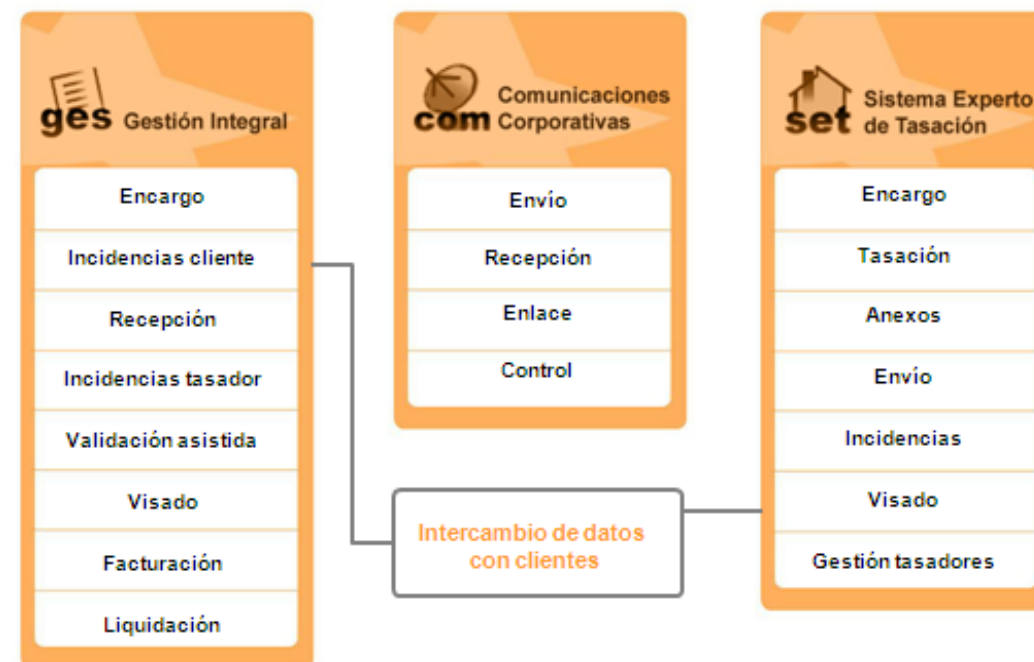 ges Gestión Integral
Encargo
Incidencias cliente
Recepción
Incidencias tasador
Validación asistida
Visado
Facturación
Liquidación
com Comunicaciones
Corporativas
Envío
Recepción
Enlace
Control
Intercambio de datos
con clientes
set Sistema Experto
de Tasación
Encargo
Tasación
Anexos
Envío
Incidencias
Visado
Gestión tasadores